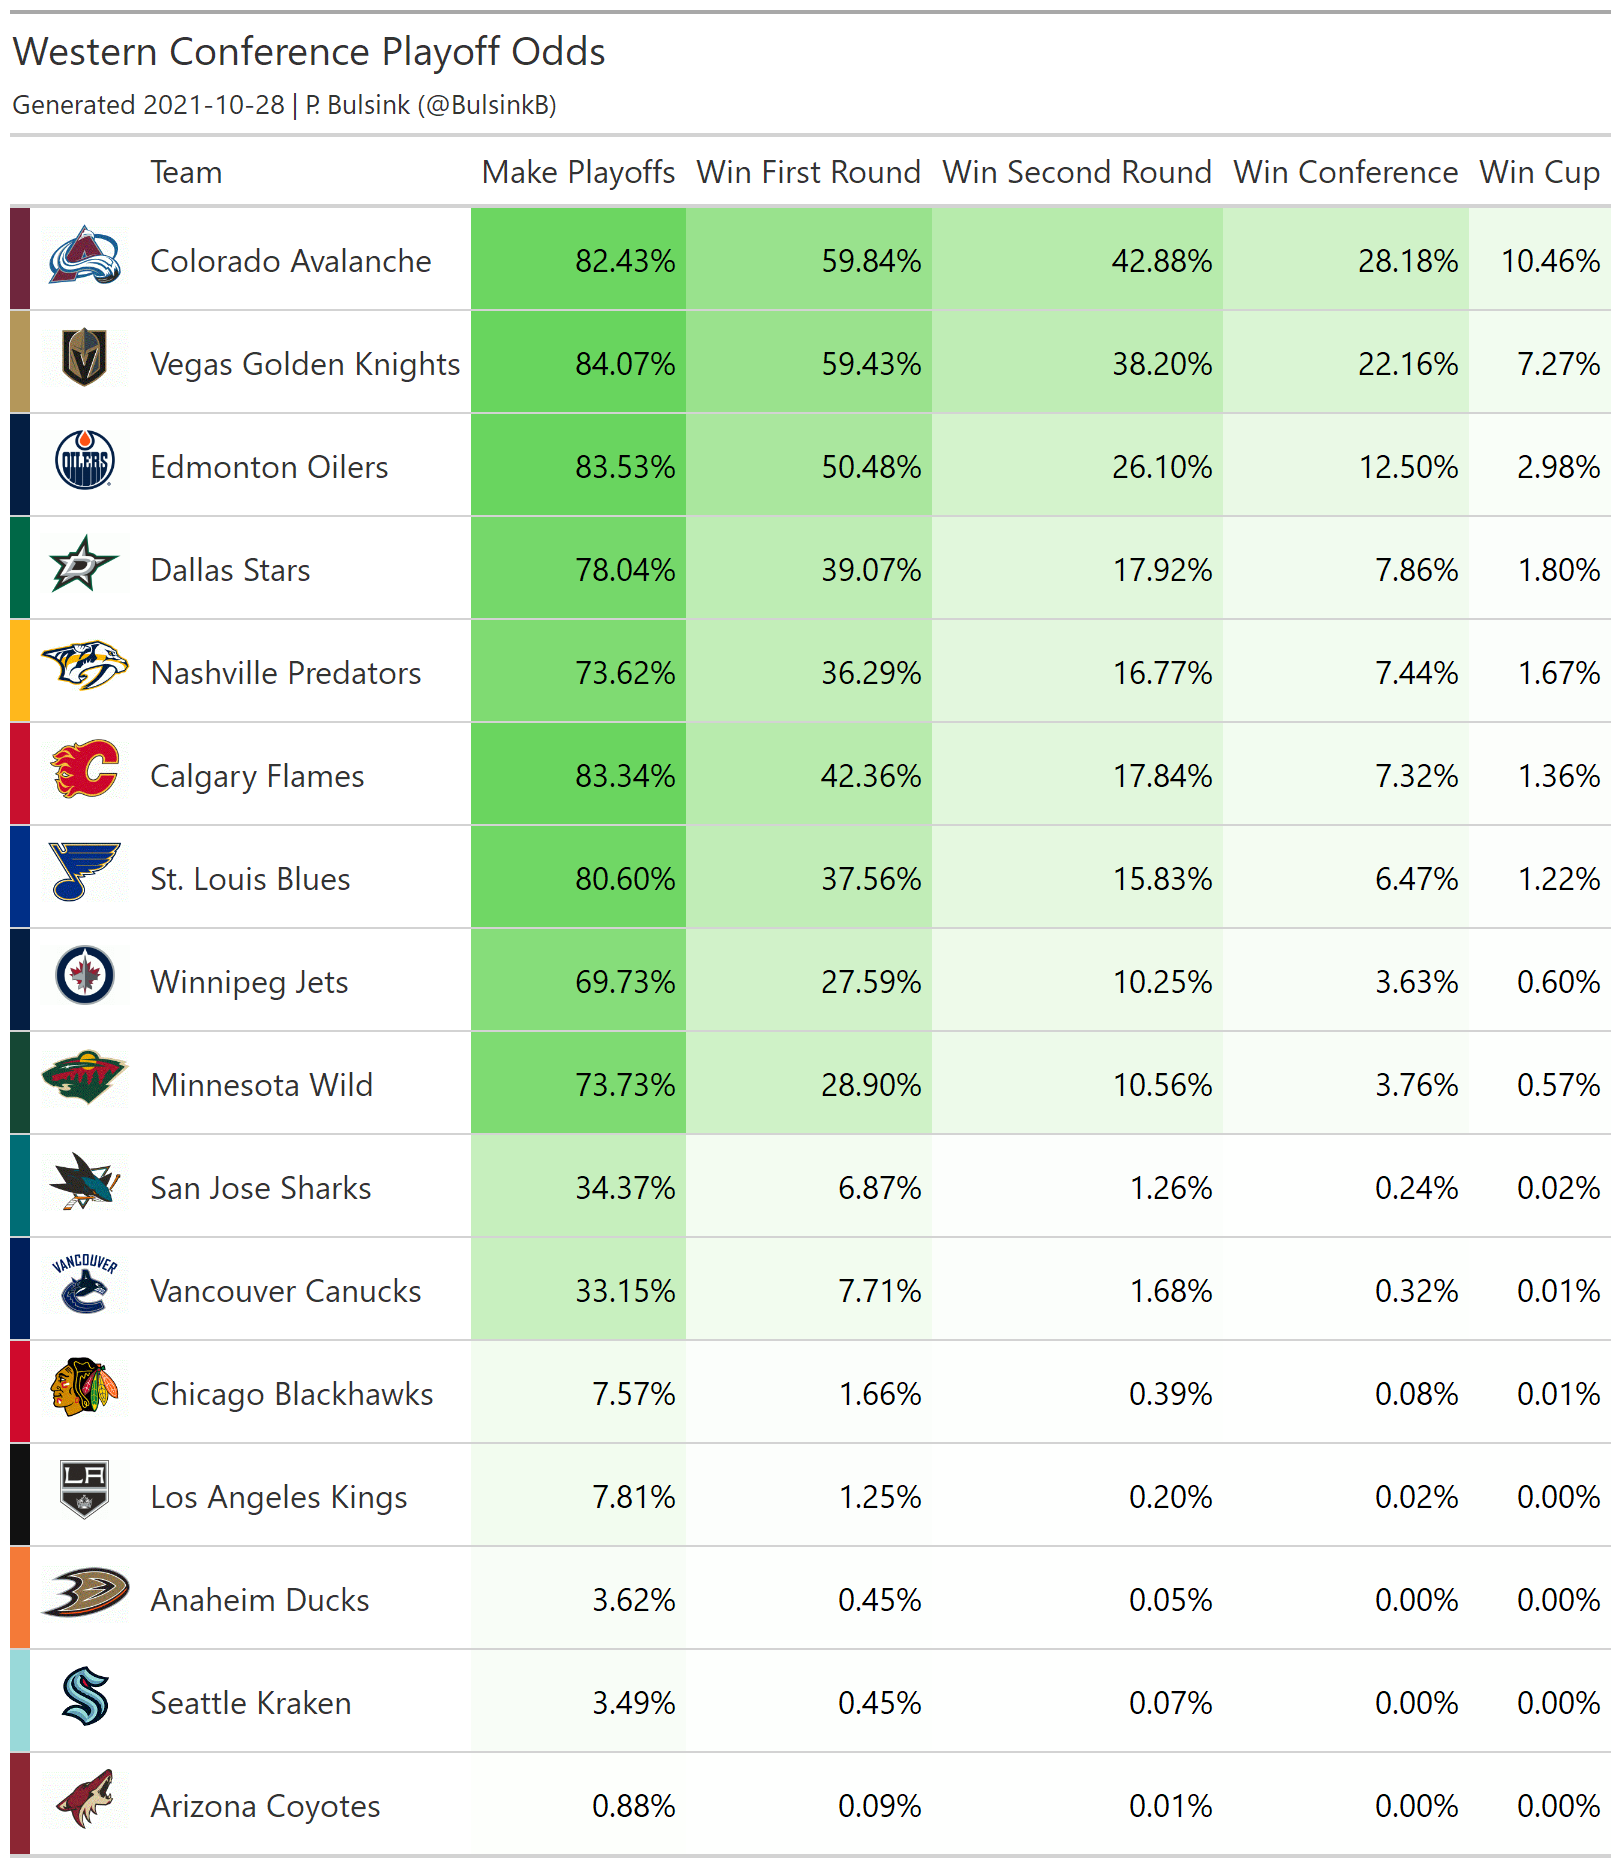 Western Conference Playoff Odds
Generated 2021-10-28 | P. Bulsink (@BulsinkB)
Team Make Playoffs Win First Round Win Second Round Win Conference Win Cup
Colorado Avalanche 82.43% 59.84% 42.88% 28.18% 10.46%
Vegas Golden Knights 84.07% 59.43% 38.20% 22.16% 7.27%
OILERS Edmonton Oilers 83.53% 50.48% 26.10% 12.50% 2.98%
Dallas Stars 78.04% 39.07% 17.92% 7.86% 1.80%
Nashville Predators 73.62% 36.29% 16.77% 7.44% 1.67%
Calgary Flames 83.34% 42.36% 17.84% 7.32% 1.36%
St. Louis Blues 80.60% 37.56% 15.83% 6.47% 1.22%
Winnipeg Jets 69.73% 27.59% 10.25% 3.63% 0.60%
Minnesota Wild 73.73% 28.90% 10.56% 3.76% 0.57%
San Jose Sharks 34.37% 6.87% 1.26% 0.24% 0.02%
VANCOUVER Vancouver Canucks 33.15% 7.71% 1.68% 0.32% 0.01%
Chicago Blackhawks 7.57% 1.66% 0.39% 0.08% 0.01%
LA Los Angeles Kings 7.81% 1.25% 0.20% 0.02% 0.00%
Anaheim Ducks 3.62% 0.45% 0.05% 0.00% 0.00%
Seattle Kraken 3.49% 0.45% 0.07% 0.00% 0.00%
Arizona Coyotes 0.88% 0.09% 0.01% 0.00% 0.00%